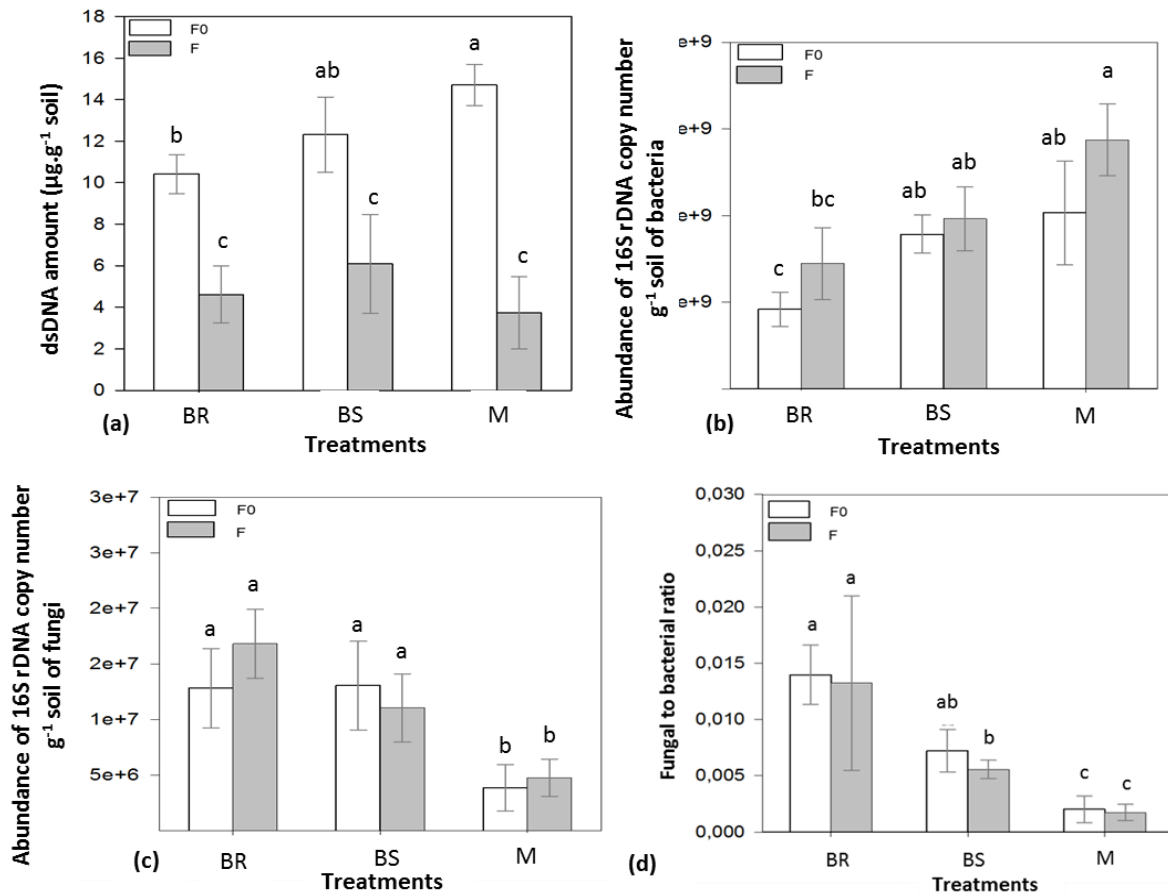 18
16
14
12
10
8
6
4
2
0
dsDNA amount (µg.g⁻¹ soil)
F0
F
b
c
ab
c
a
c
BR
BS
M
(a)
Treatments
e+9
e+9
e+9
e+9
Abundance of 16S rDNA copy number
g⁻¹ soil of bacteria
F0
F
c
bc
ab
ab
ab
a
BR
BS
M
(b)
Treatments
3e+7
3e+7
2e+7
2e+7
1e+7
5e+6
Abundance of 16S rDNA copy number
g⁻¹ soil of fungi
F0
F
a
a
a
a
b
b
BR
BS
M
(c)
Treatments
0,030
0,025
0,020
0,015
0,010
0,005
0,000
Fungal to bacterial ratio
F0
F
a
a
ab
b
c
c
BR
BS
M
(d)
Treatments